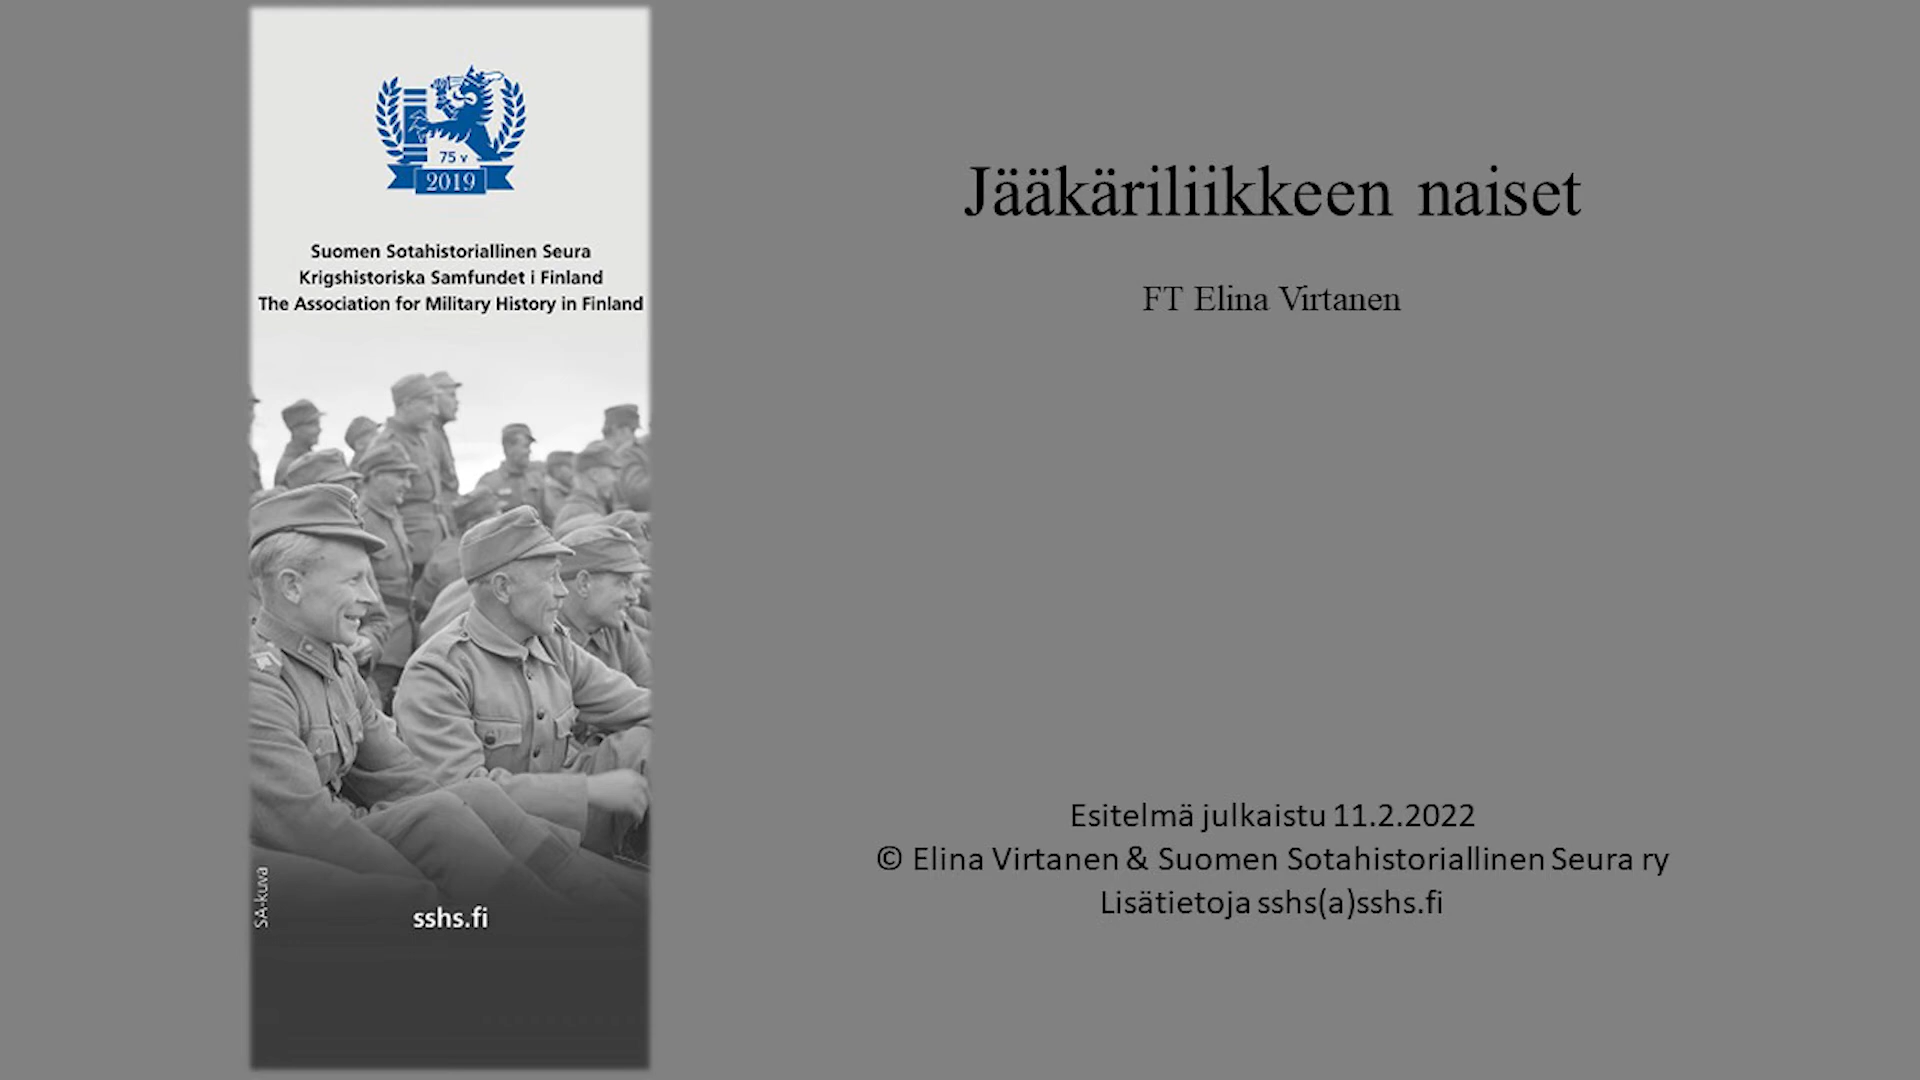 75 v
2019
Suomen Sotahistoriallinen Seura
Krigshistoriska Samfundet i Finland
The Association for Military History in Finland
SA-kuva
sshs.fi
Jääkäriliikkeen naiset
FT Elina Virtanen
Esitelmä julkaistu 11.2.2022
© Elina Virtanen & Suomen Sotahistoriallinen Seura ry
Lisätietoja sshs(a)sshs.fi